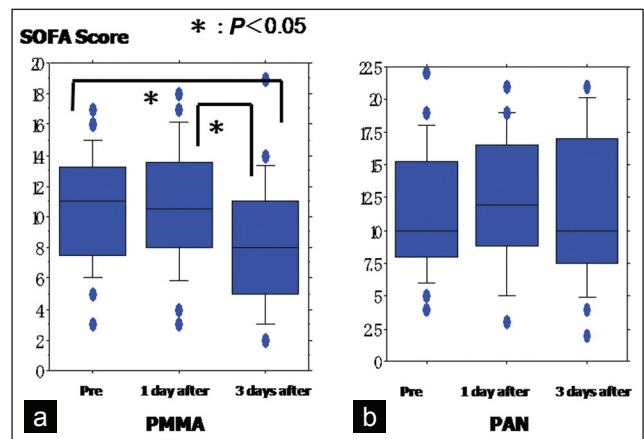 SOFA Score
* : P<0.05
20
18
16
14
12
10
8
6
4
2
0
*
*
Pre
1 day after
3 days after
a
PMMA
22.5
20
17.5
15
12.5
10
7.5
5
2.5
0
Pre
1 day after
3 days after
b
PAN